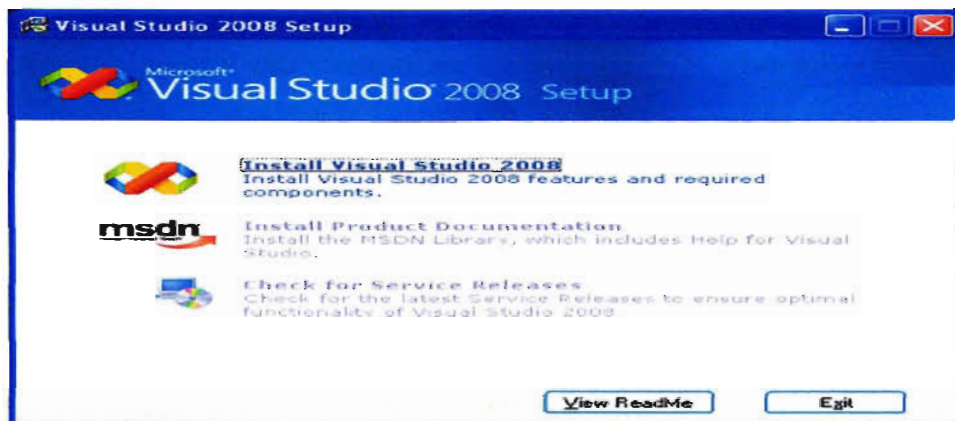 Visual Studio 2008 Setup
Microsoft
Visual Studio 2008 Setup
Install Visual Studio 2008
Install Visual Studio 2008 features and required
components.
msdn
Install Product Documentation
Install the MSDN Library, which includes Help for Visual
Studio.
Check for Service Releases
Check for the latest Service Releases to ensure optimal
functionality of Visual Studio 2008.
View ReadMe
Exit